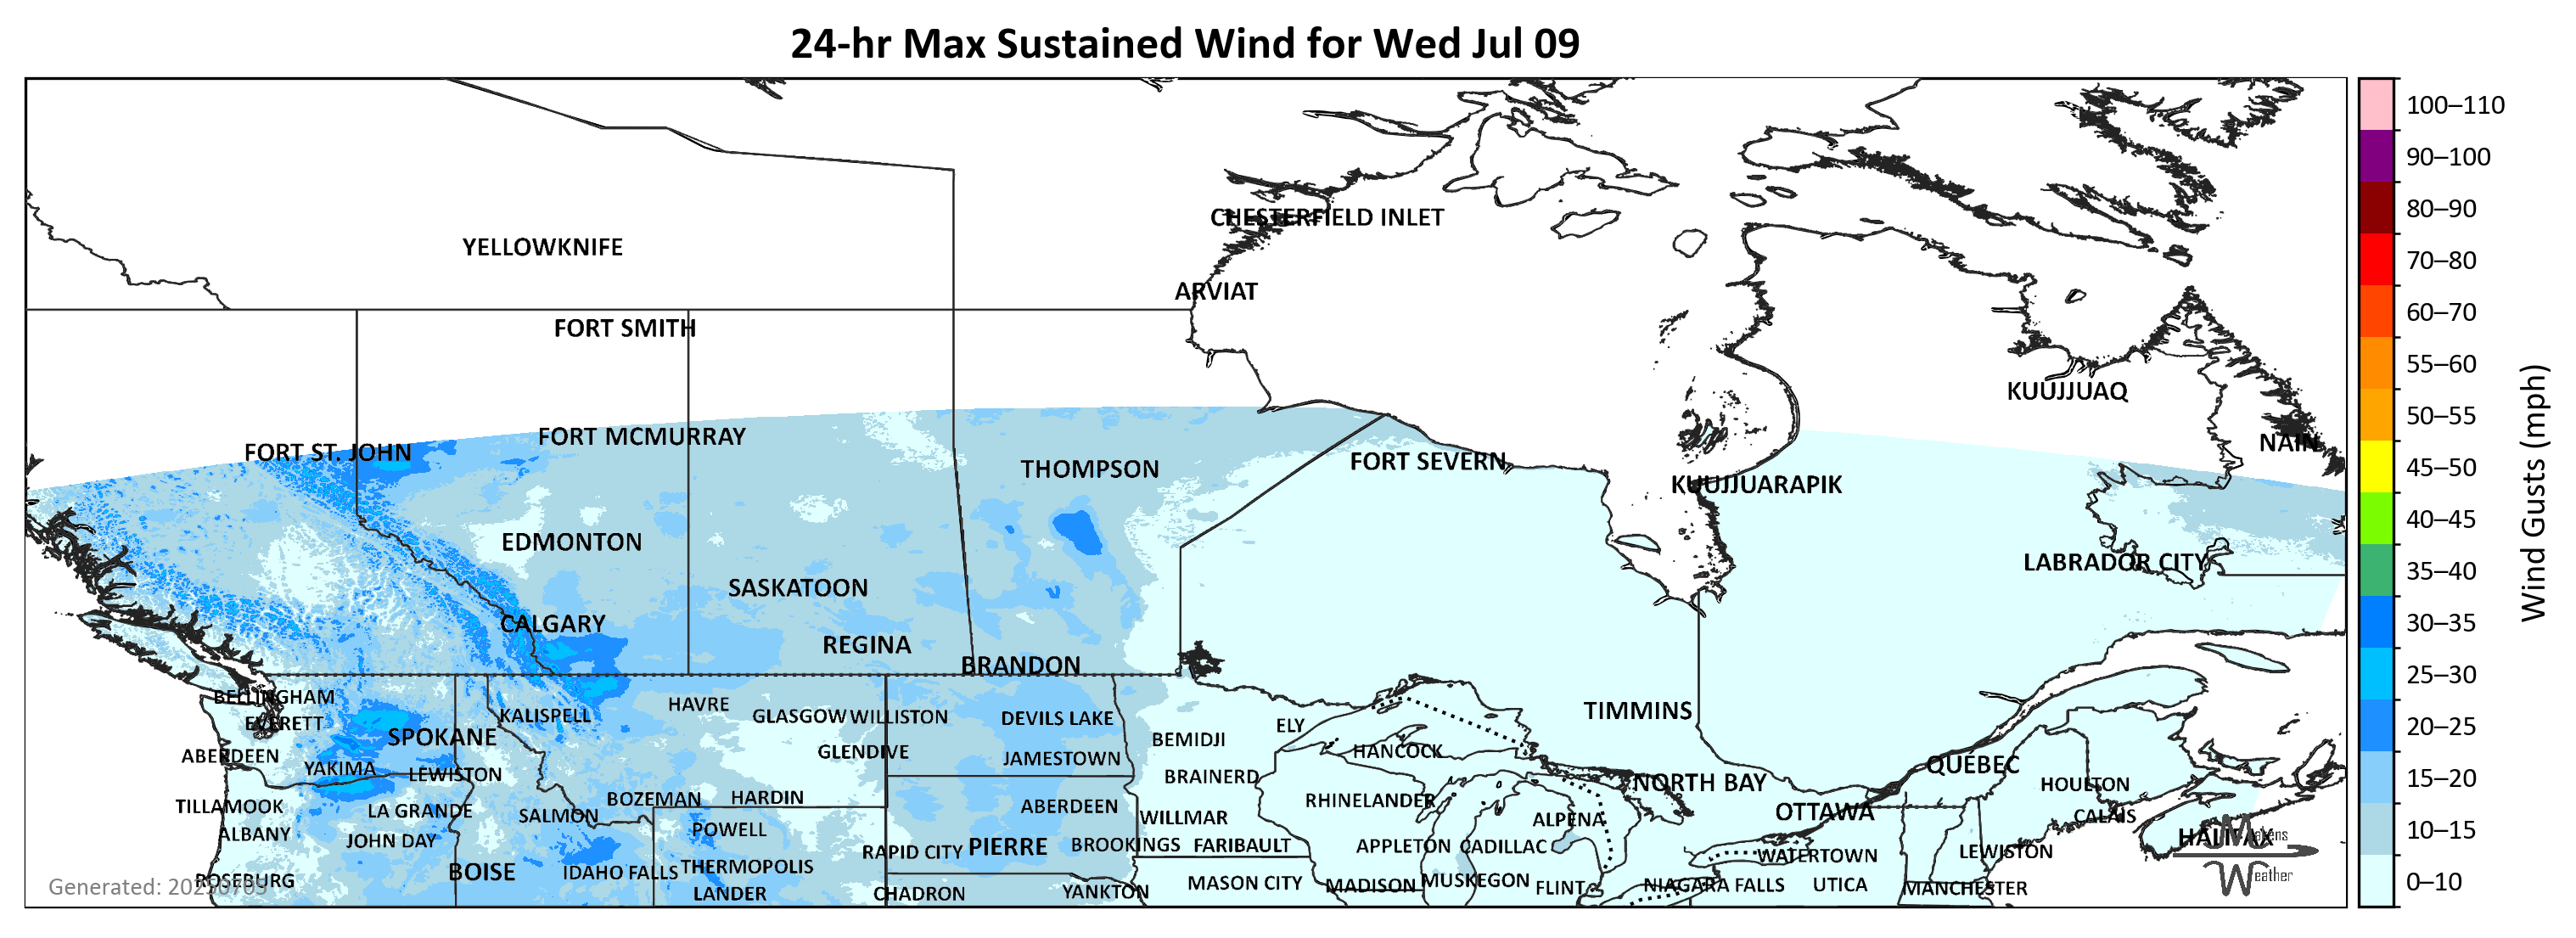 24-hr Max Sustained Wind for Wed Jul 09
100–110
90–100
80–90
70–80
60–70
55–60
50–55
45–50
40–45
35–40
30–35
25–30
20–25
15–20
10–15
0–10
Wind Gusts (mph)
CHESTERFIELD INLET
YELLOWKNIFE
ARVIAT
FORT SMITH
KUUJJUAQ
FORT MCMURRAY
NAIN
FORT ST. JOHN
FORT SEVERN
THOMPSON
KUUJJUARAPIK
EDMONTON
LABRADOR CITY
SASKATOON
CALGARY
REGINA
BRANDON
BELLINGHAM
HAVRE
TIMMINS
KALISPELL
GLASGOW
WILLISTON
DEVILS LAKE
EVERETT
ELY
SPOKANE
BEMIDJI
HANCOCK
GLENDIVE
ABERDEEN
JAMESTOWN
QUÉBEC
YAKIMA
LEWISTON
BRAINERD
NORTH BAY
HOULTON
BOZEMAN
HARDIN
RHINELANDER
TILLAMOOK
ABERDEEN
LA GRANDE
OTTAWA
SALMON
CALAIS
WILLMAR
ALPENA
POWELL
ALBANY
HALIFAX
Makens
JOHN DAY
BROOKINGS
FARIBAULT
APPLETON
CADILLAC
PIERRE
RAPID CITY
LEWISTON
WATERTOWN
THERMOPOLIS
BOISE
IDAHO FALLS
Weather
ROSEBURG
MUSKEGON
MASON CITY
MADISON
FLINT
NIAGARA FALLS
UTICA
Generated: 20250705
MANCHESTER
YANKTON
LANDER
CHADRON